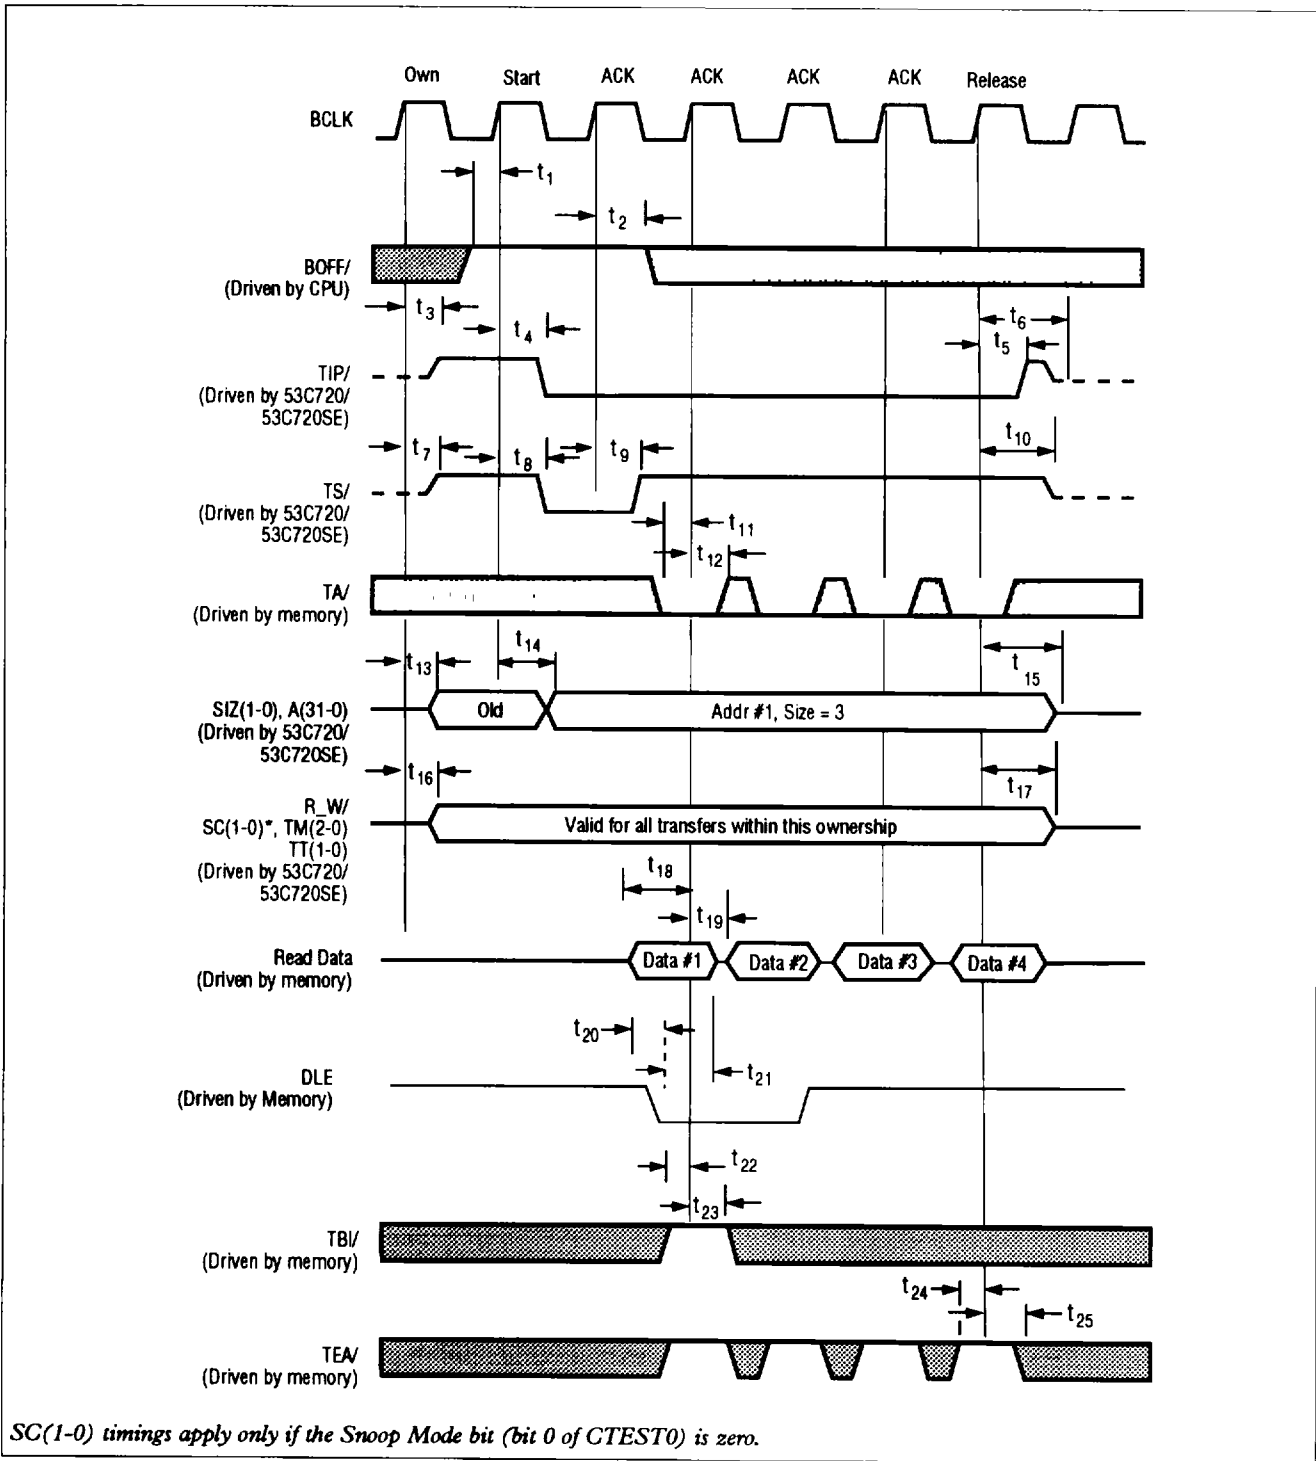 Own Start ACK ACK ACK ACK Release
BCLK
t1
t2
BOFF/
(Driven by CPU)
t3
t4
t6
t5
TIP/
(Driven by 53C720/
53C720SE)
t7
t8
t9
t10
TS/
(Driven by 53C720/
53C720SE)
t11
t12
TA/
(Driven by memory)
t13
t14
t15
SIZ(1-0), A(31-0)
(Driven by 53C720/
53C720SE)
Old
Addr #1, Size = 3
t16
t17
R_W/
SC(1-0)*, TM(2-0)
TT(1-0)
(Driven by 53C720/
53C720SE)
Valid for all transfers within this ownership
t18
t19
Read Data
(Driven by memory)
Data #1 Data #2 Data #3 Data #4
t20
t21
DLE
(Driven by Memory)
t22
t23
TBI/
(Driven by memory)
t24
t25
TEA/
(Driven by memory)
SC(1-0) timings apply only if the Snoop Mode bit (bit 0 of CTEST0) is zero.